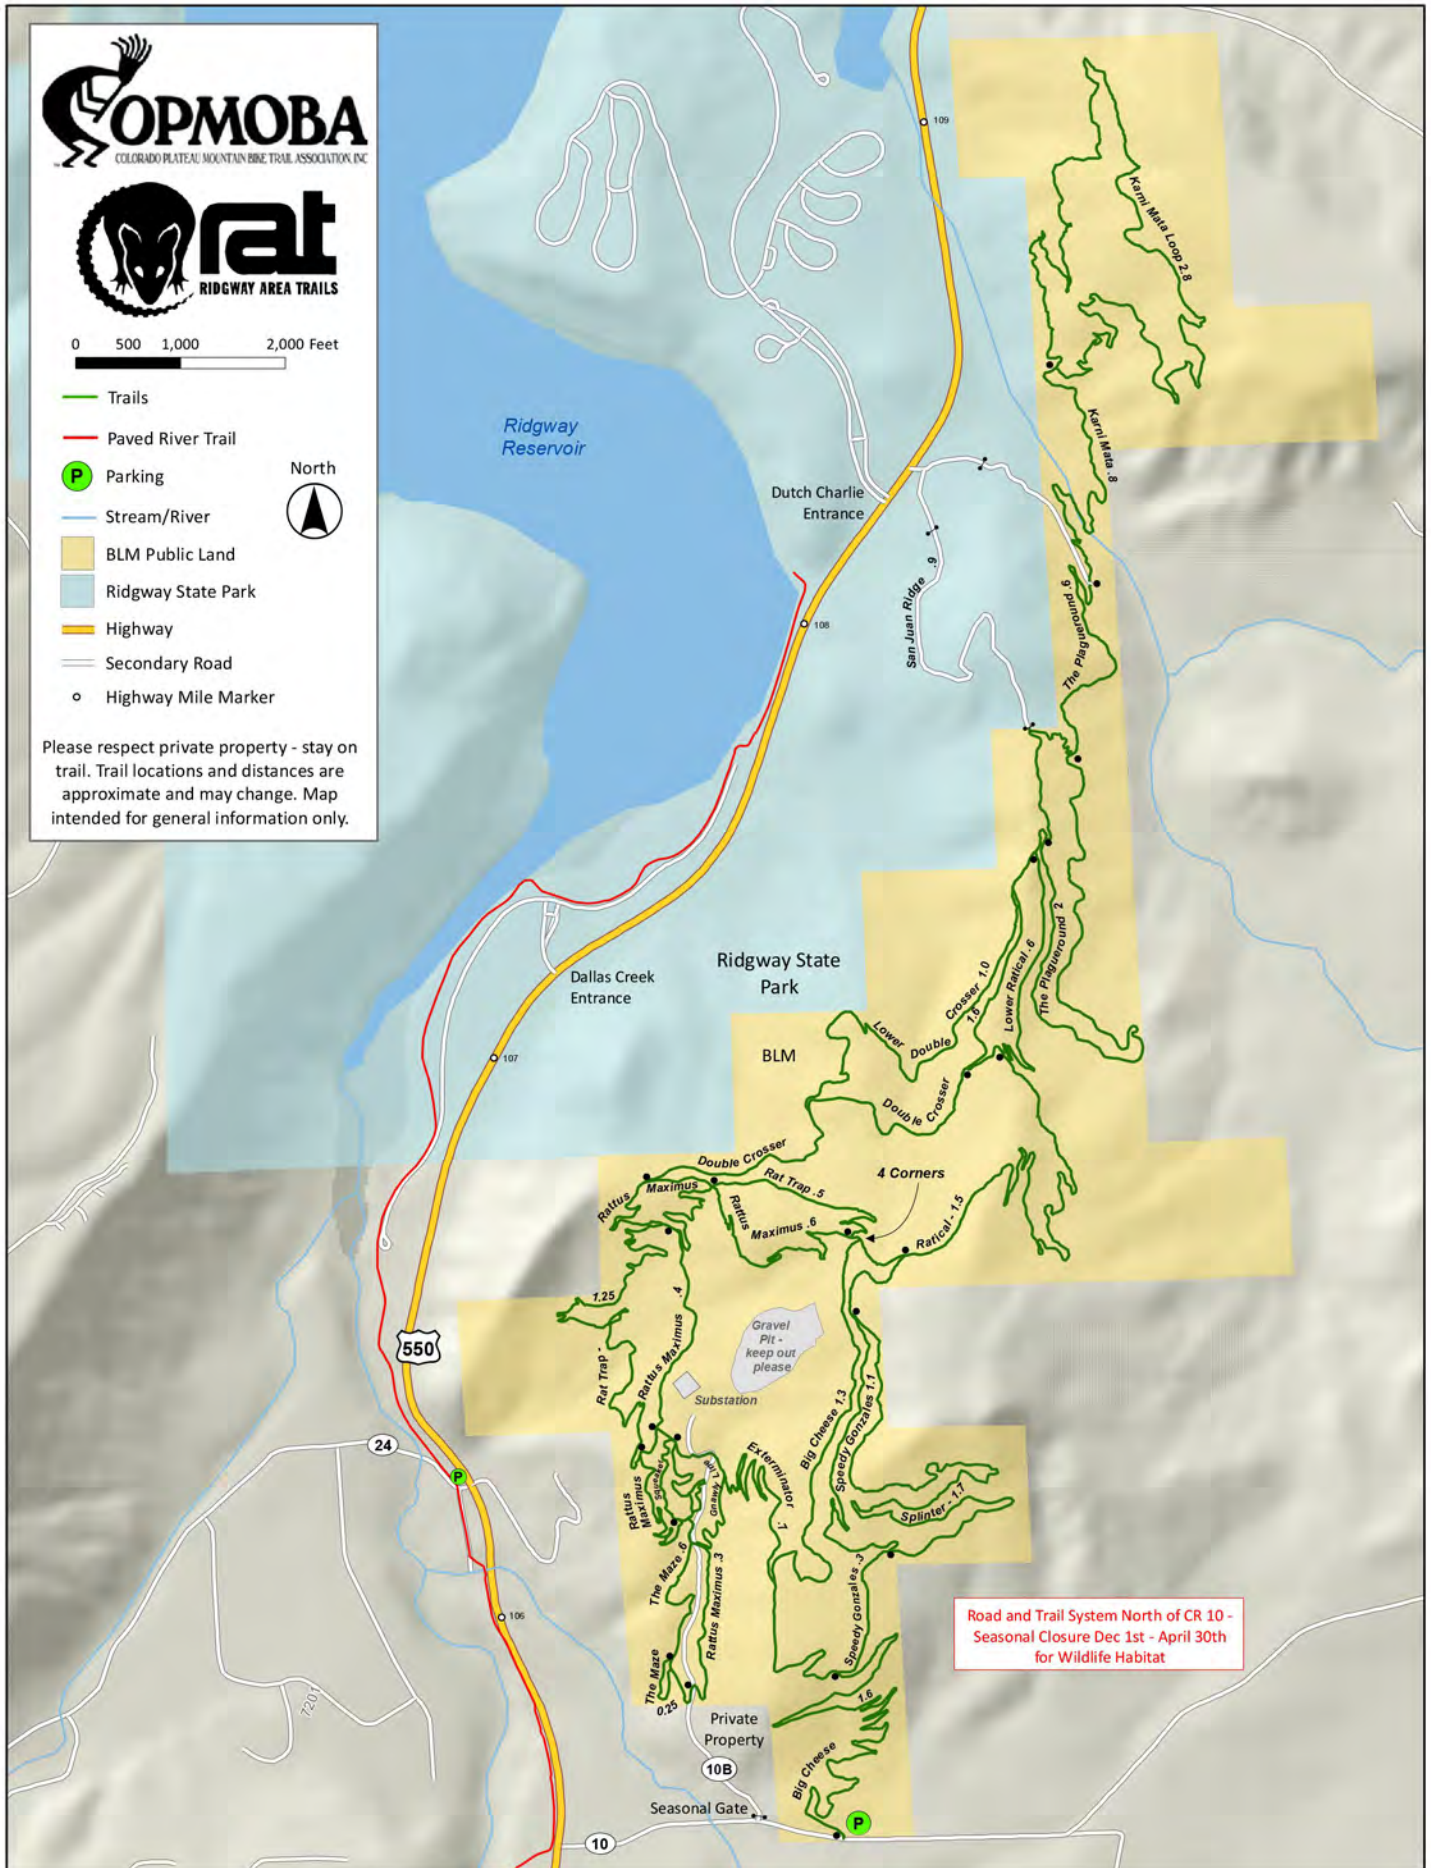 COPMOBA
COLORADO PLATEAU MOUNTAIN BIKE TRAIL ASSOCIATION, INC
rat
RIDGWAY AREA TRAILS
0 500 1,000 2,000 Feet
Trails
Paved River Trail
P Parking
North
Stream/River
BLM Public Land
Ridgway State Park
Highway
Secondary Road
Highway Mile Marker
Please respect private property - stay on
trail. Trail locations and distances are
approximate and may change. Map
intended for general information only.
109
Karni Mata Loop 2.8
Ridgway
Reservoir
Karni Mata .8
Dutch Charlie
Entrance
San Juan Ridge .9
The Plagueround .6
108
Ridgway State
Park
Dallas Creek
Entrance
Lower Double Crosser 1.0
1.6
Lower Ratical .6
The Plagueround 2
107
BLM
Double Crosser
Double Crosser
4 Corners
Rattus Maximus
Rat Trap .5
Rattus Maximus .6
Ratical - 1.5
1.25
.4
Rattus Maximus
Rat Trap -
Gravel
Pit -
keep out
please
550
Substation
Big Cheese 1.3
Speedy Gonzales 1.1
24
P
Exterminator .7
Squeaker
Gnawly Line
Rattus
Maximus
Splinter - 1.7
The Maze .6
Rattus Maximus .3
Speedy Gonzales .3
106
Road and Trail System North of CR 10 -
Seasonal Closure Dec 1st - April 30th
for Wildlife Habitat
The Maze
0.25
7201
1.6
Private
Property
Big Cheese
10B
Seasonal Gate
P
10